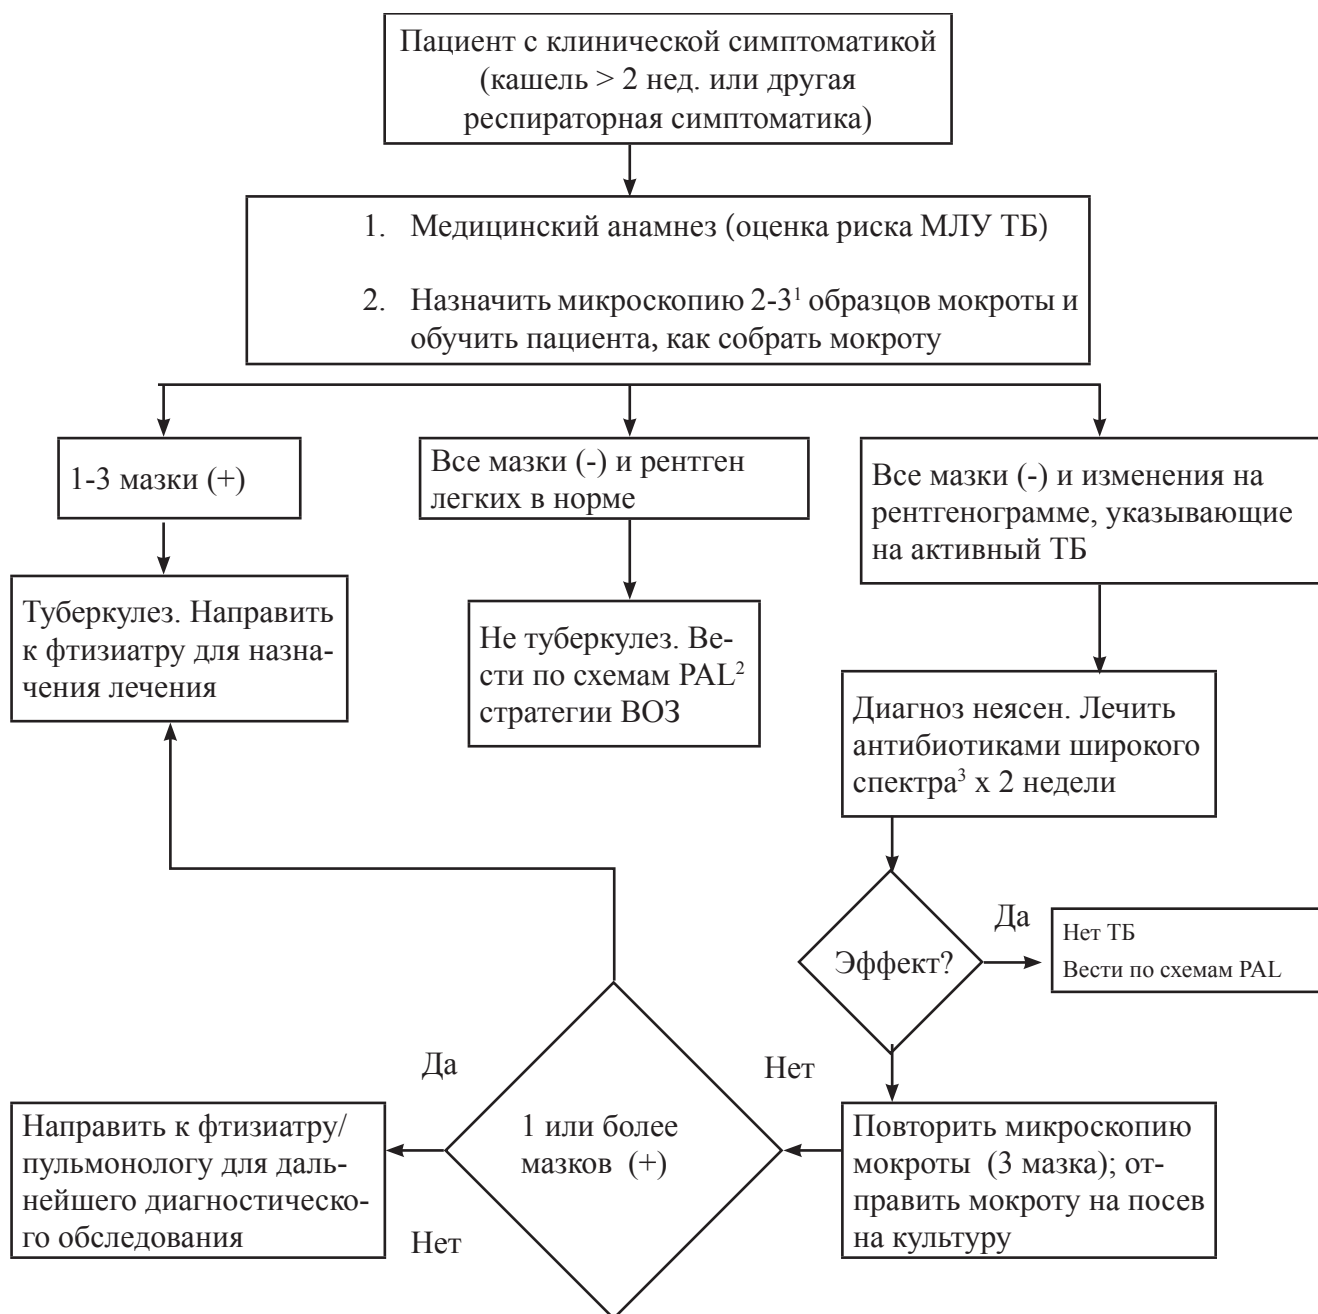 Пациент с клинической симптоматикой
(кашель > 2 нед. или другая
респираторная симптоматика)
1. Медицинский анамнез (оценка риска МЛУ ТБ)
2. Назначить микроскопию 2-3¹ образцов мокроты и
обучить пациента, как собрать мокроту
1-3 мазки (+)
Все мазки (-) и рентген
легких в норме
Все мазки (-) и изменения на
рентгенограмме, указывающие
на активный ТБ
Туберкулез. Направить
к фтизиатру для назна-
чения лечения
Не туберкулез. Ве-
сти по схемам PAL²
стратегии ВОЗ
Диагноз неясен. Лечить
антибиотиками широкого
спектра³ х 2 недели
Эффект?
Да
Нет ТБ
Вести по схемам PAL
Нет
Повторить микроскопию
мокроты (3 мазка); от-
править мокроту на посев
на культуру
1 или более
мазков (+)
Да
Нет
Направить к фтизиатру/
пульмонологу для даль-
нейшего диагностическо-
го обследования